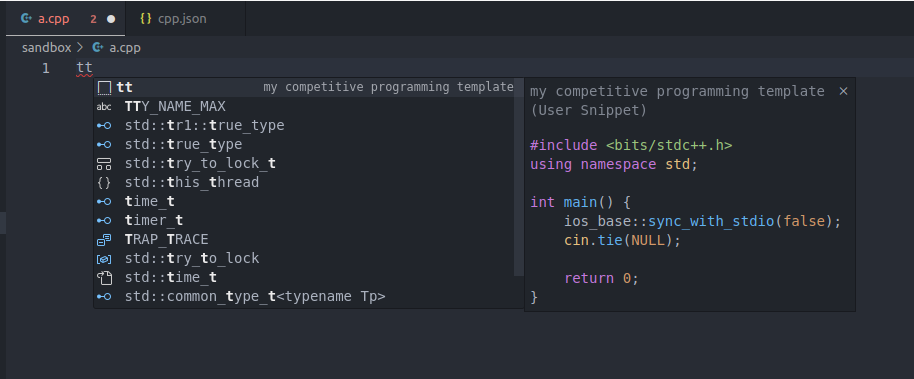 a.cpp 2 cpp.json
sandbox > a.cpp
1 tt
tt my competitive programming template
TTY_NAME_MAX
std::tr1::true_type
std::true_type
std::try_to_lock_t
std::this_thread
time_t
timer_t
TRAP_TRACE
std::try_to_lock
std::time_t
std::common_type_t<typename Tp>
my competitive programming template
(User Snippet)
#include <bits/stdc++.h>
using namespace std;
int main() {
ios_base::sync_with_stdio(false);
cin.tie(NULL);
return 0;
}